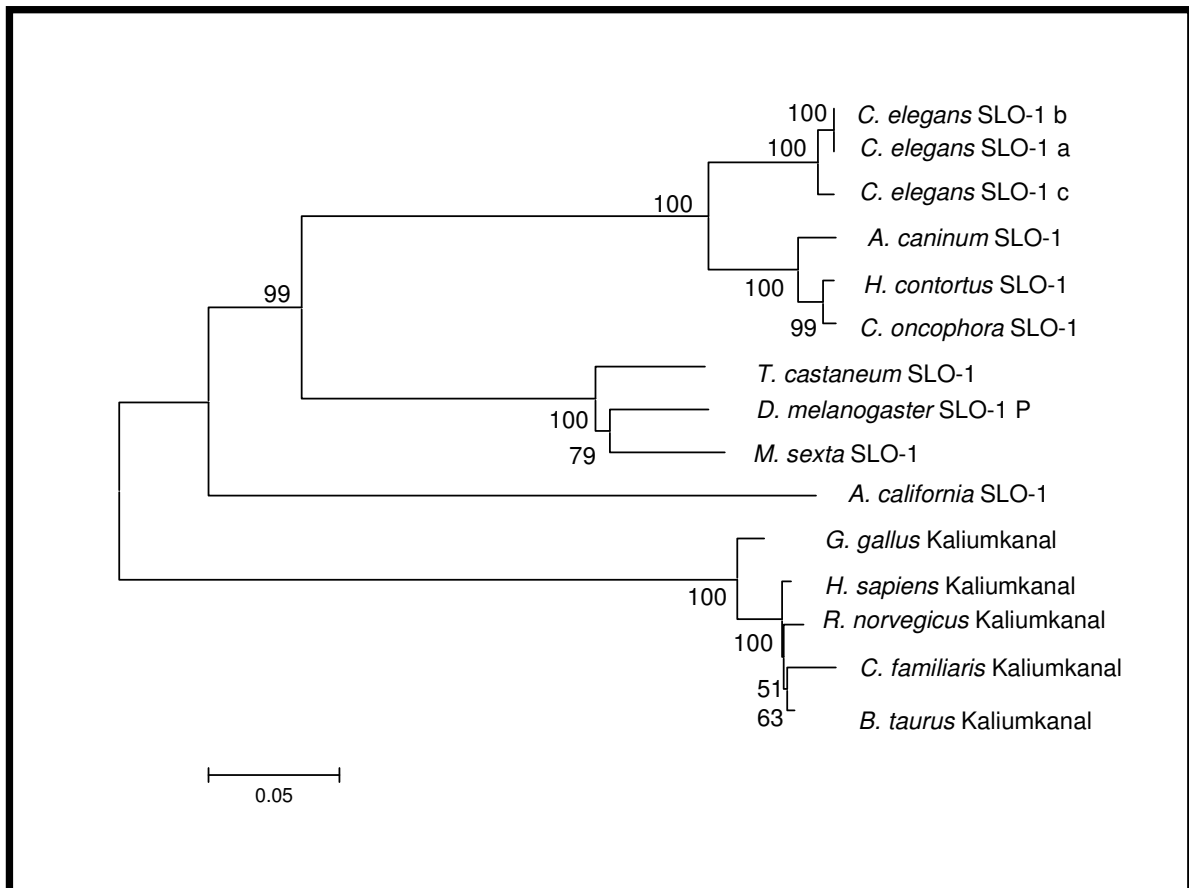 100 C. elegans SLO-1 b
100 C. elegans SLO-1 a
C. elegans SLO-1 c
100
A. caninum SLO-1
100 H. contortus SLO-1
99
99 C. oncophora SLO-1
T. castaneum SLO-1
100 D. melanogaster SLO-1 P
79 M. sexta SLO-1
A. california SLO-1
G. gallus Kaliumkanal
100 H. sapiens Kaliumkanal
R. norvegicus Kaliumkanal
100
C. familiaris Kaliumkanal
51
63 B. taurus Kaliumkanal
0.05